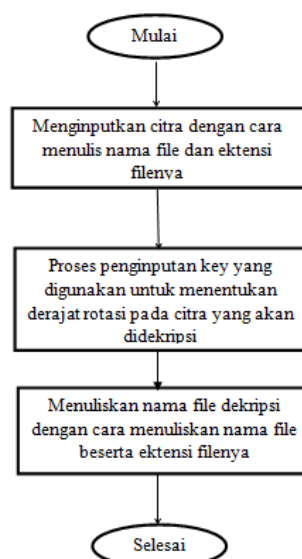 Mulai
Menginputkan citra dengan cara
menulis nama file dan ektensi
filenya
Proses penginputan key yang
digunakan untuk menentukan
derajat rotasi pada citra yang akan
didekripsi
Menuliskan nama file dekripsi
dengan cara menuliskan nama file
beserta ektensi filenya
Selesai